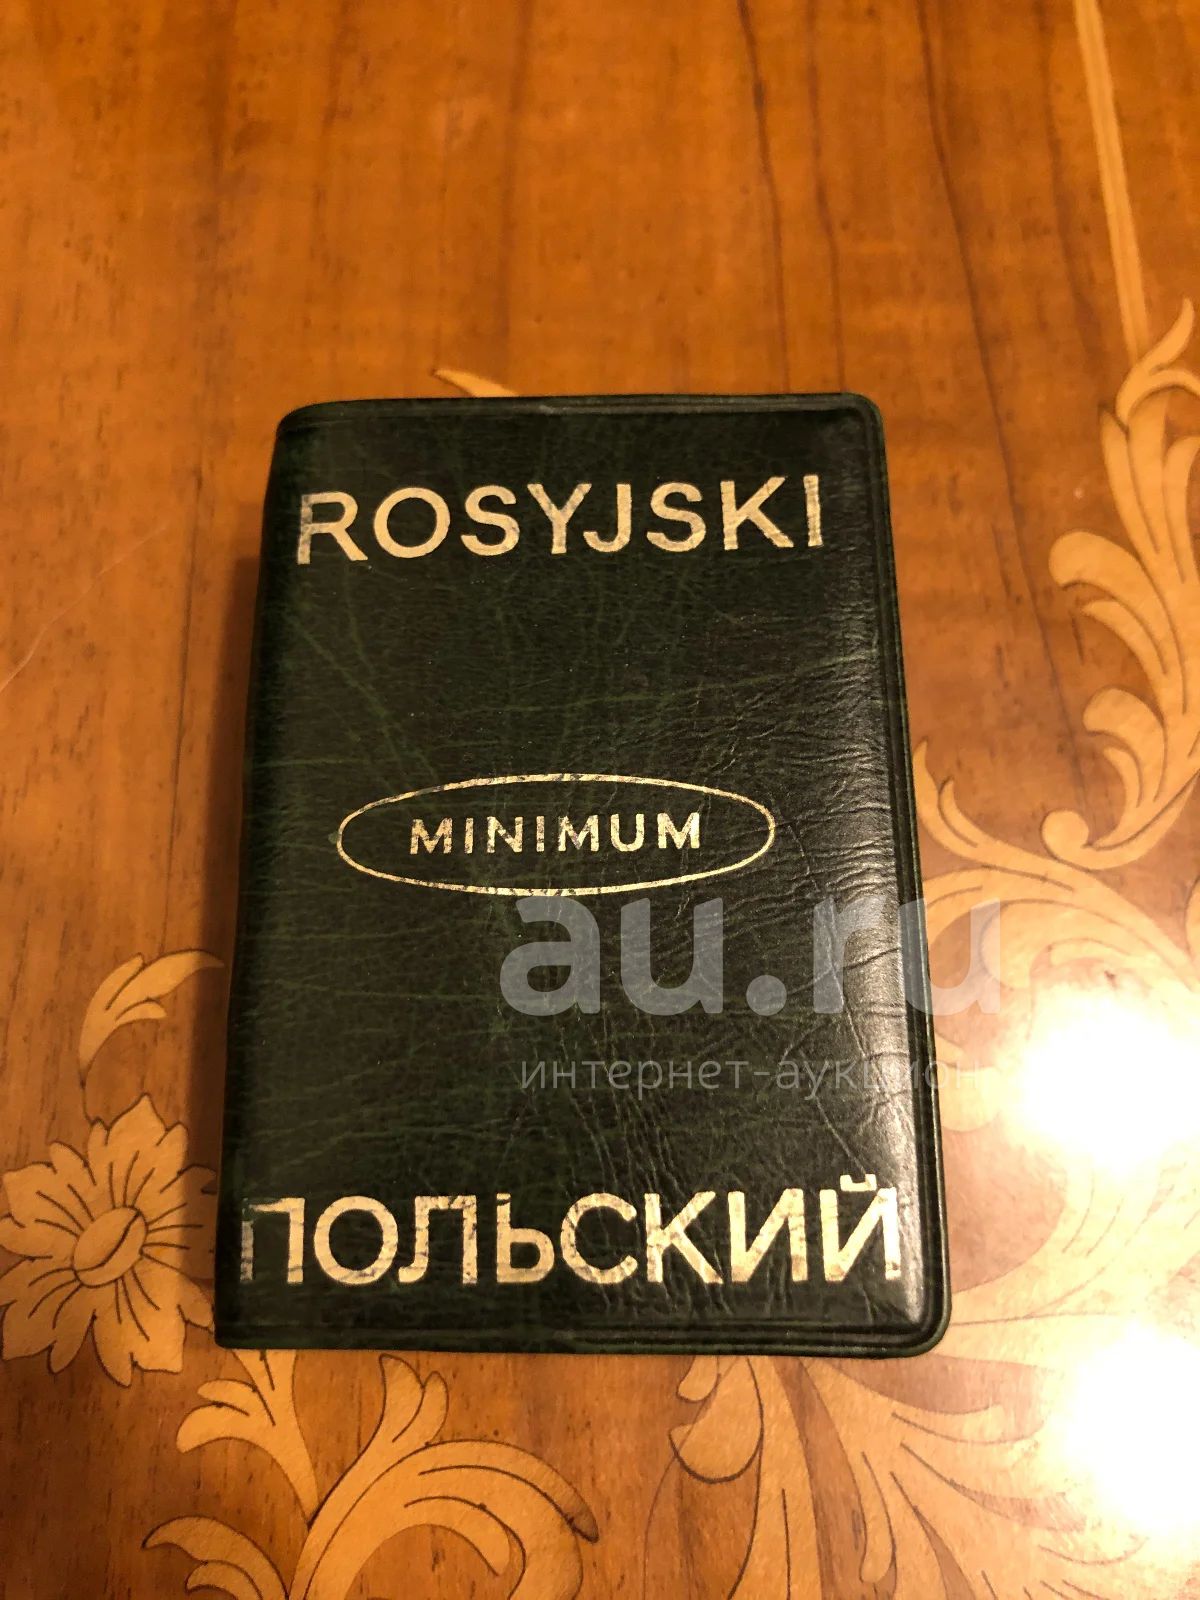 ROSYJSKI
MINIMUM
au.ru
интернет-аукцион
ПОЛЬСКИЙ